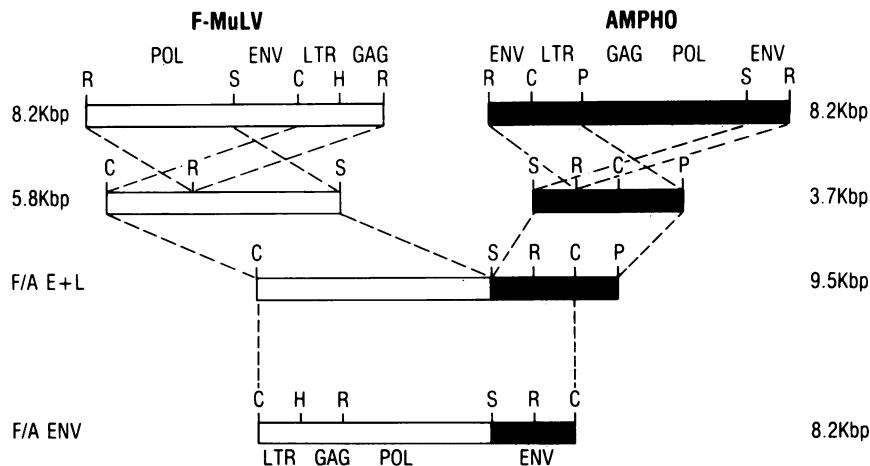 F-MuLV AMPHO
POL ENV LTR GAG ENV LTR GAG POL ENV
R S C H R R C P S R
8.2Kbp 8.2Kbp
C R S S R C P
5.8Kbp 3.7Kbp
C S R C P
F/A E+L 9.5Kbp
C H R S R C
F/A ENV 8.2Kbp
LTR GAG POL ENV